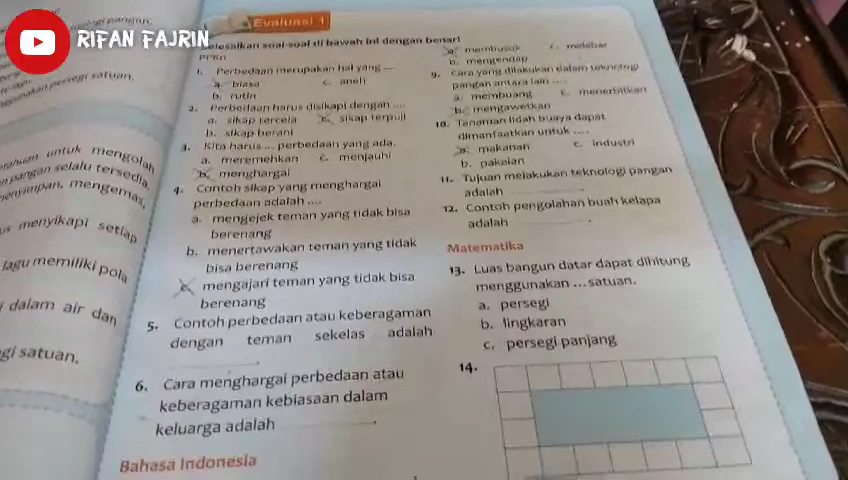 RIFAN FAJRIN
Evaluasi 1
Selesaikan soal-soal di bawah ini dengan benar!
PPKn
1. Perbedaan merupakan hal yang ....
a. biasa
c. aneh
b. rutin
2. Perbedaan harus disikapi dengan ....
a. sikap tercela
c. sikap terpuji
b. sikap berani
3. Kita harus ... perbedaan yang ada.
a. meremehkan
c. menjauhi
b. menghargai
4. Contoh sikap yang menghargai
perbedaan adalah ....
a. mengejek teman yang tidak bisa
berenang
b. menertawakan teman yang tidak
bisa berenang
c. mengajari teman yang tidak bisa
berenang
5. Contoh perbedaan atau keberagaman
dengan teman sekelas adalah
6. Cara menghargai perbedaan atau
keberagaman kebiasaan dalam
keluarga adalah
Bahasa Indonesia
a. membusuk
c. melebar
b. mengendap
9. Cara yang dilakukan dalam teknologi
pangan antara lain ....
a. membuang
c. menerbitkan
b. mengawetkan
10. Tanaman lidah buaya dapat
dimanfaatkan untuk ....
a. makanan
c. industri
b. pakaian
11. Tujuan melakukan teknologi pangan
adalah
12. Contoh pengolahan buah kelapa
adalah
Matematika
13. Luas bangun datar dapat dihitung
menggunakan ... satuan.
a. persegi
b. lingkaran
c. persegi panjang
14.
persegi satuan.
untuk mengolah
pangan selalu tersedia.
menyimpan, mengemas,
menyikapi setiap
lagu memiliki pola
dalam air dan
gi satuan.